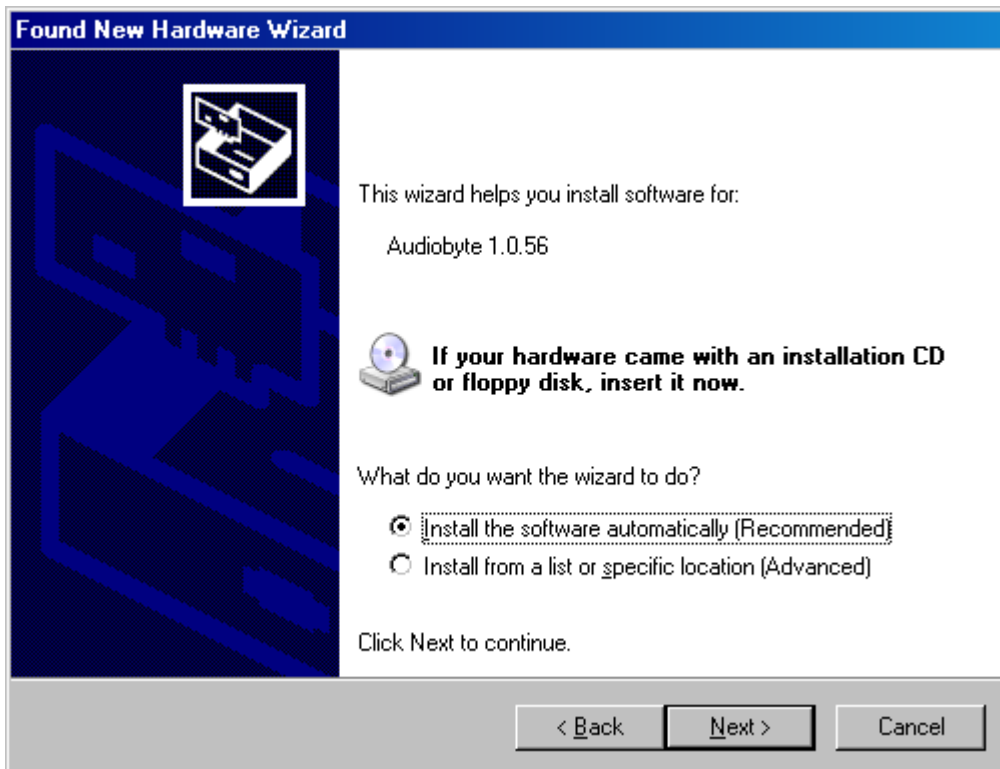 Found New Hardware Wizard
This wizard helps you install software for:
Audiobyte 1.0.56
If your hardware came with an installation CD
or floppy disk, insert it now.
What do you want the wizard to do?
Install the software automatically (Recommended)
Install from a list or specific location (Advanced)
Click Next to continue.
< Back Next > Cancel